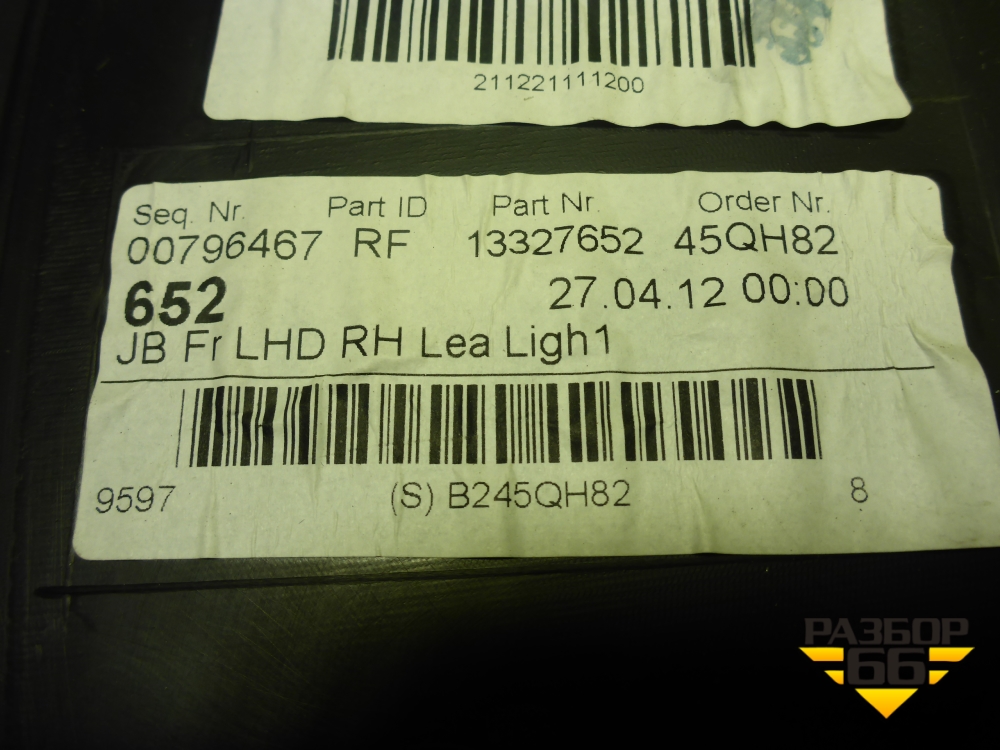 211221111200
Seq. Nr. Part ID Part Nr. Order Nr.
00796467 RF 13327652 45QH82
652 27.04.12 00:00
JB Fr LHD RH Lea Ligh1
9597 (S) B245QH82 8
РАЗБОР
66